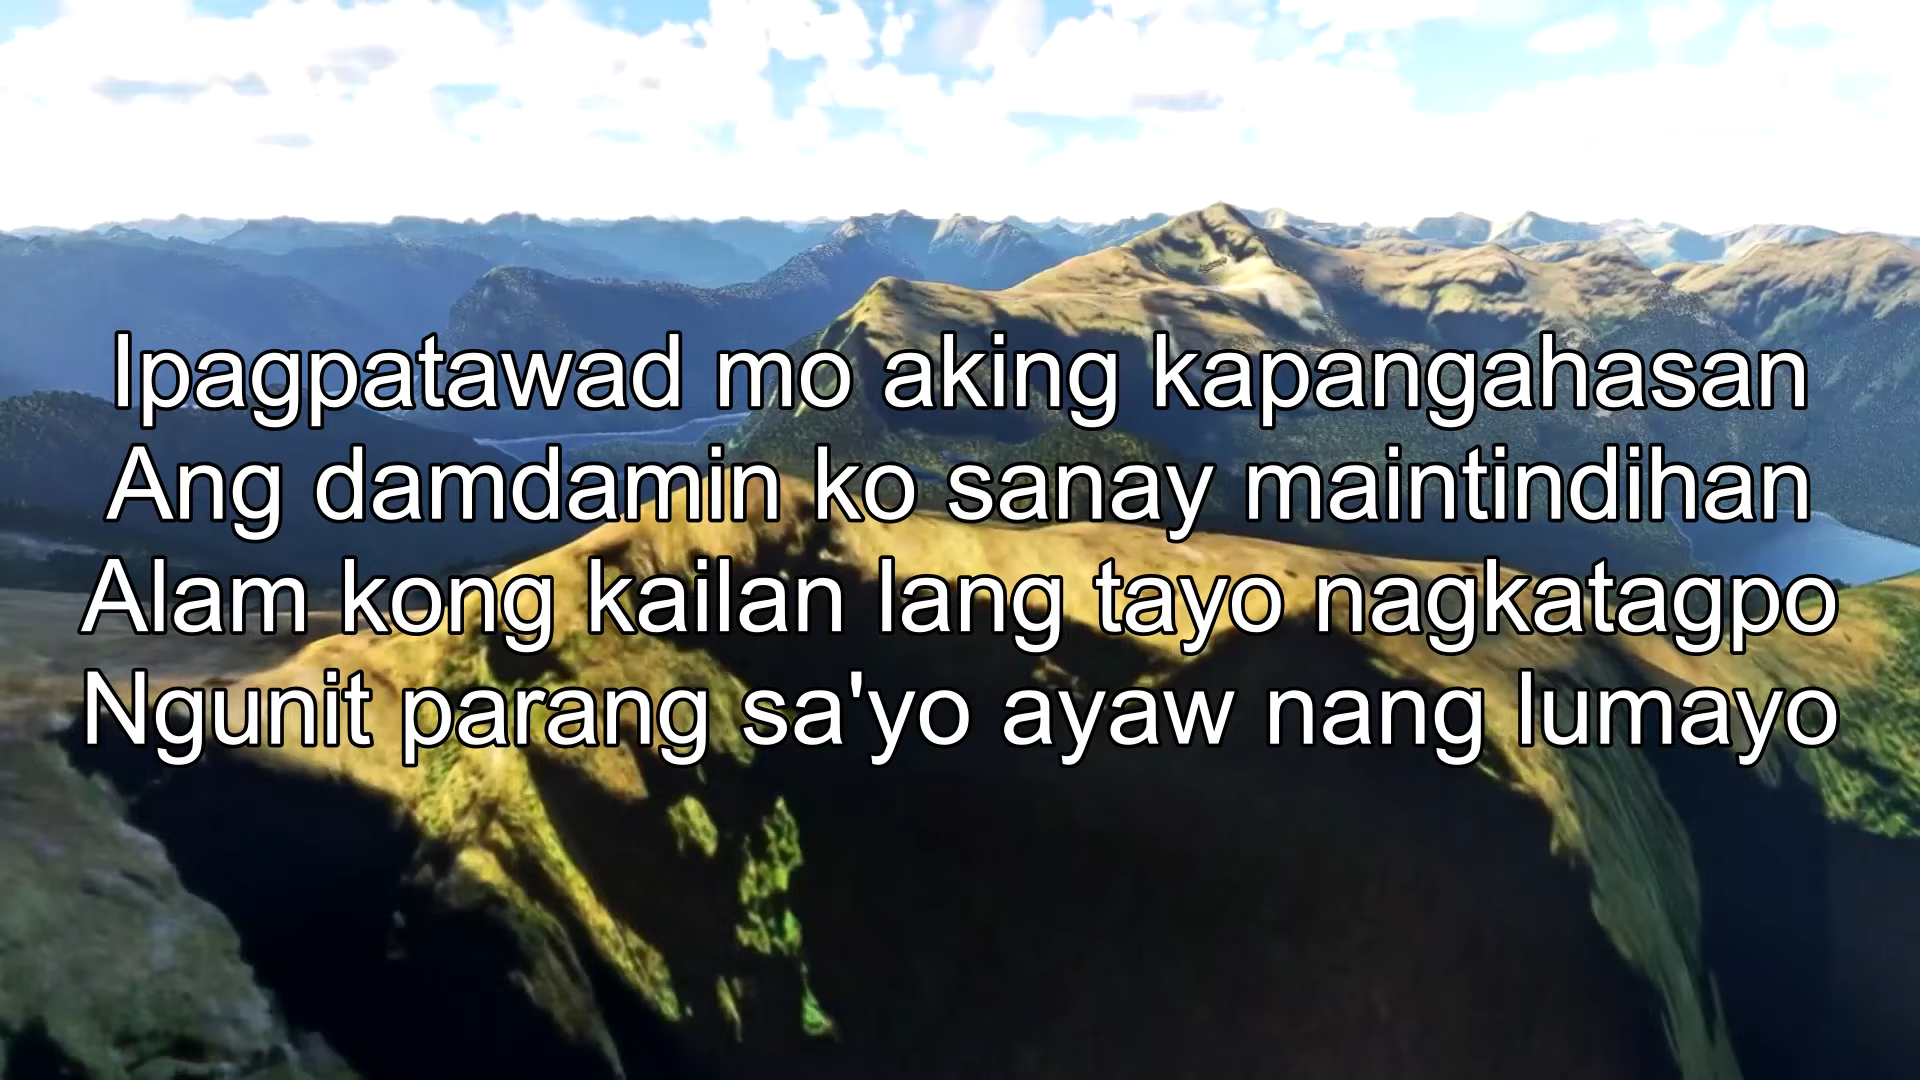 Ipagpatawad mo aking kapangahasan
Ang damdamin ko sanay maintindihan
Alam kong kailan lang tayo nagkatagpo
Ngunit parang sa'yo ayaw nang lumayo